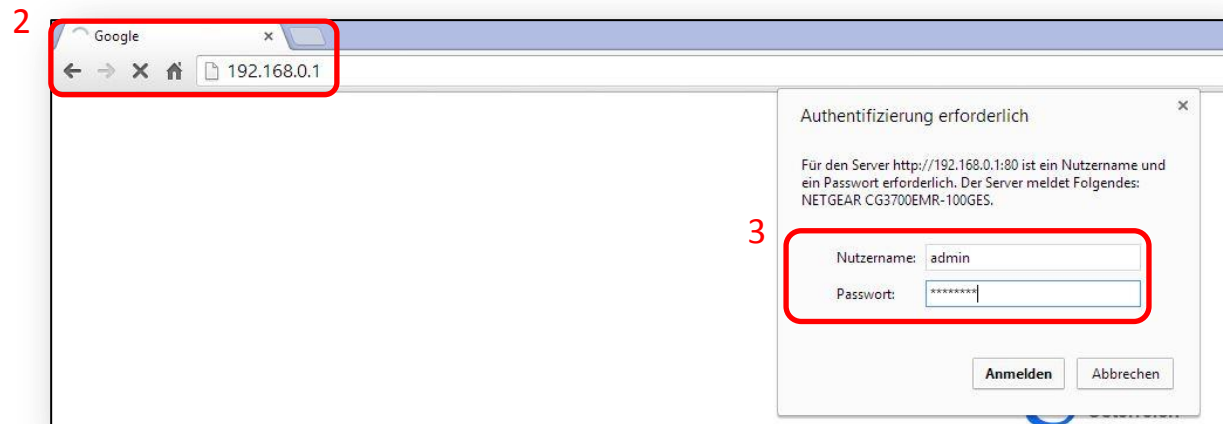 2
Google
192.168.0.1
Authentifizierung erforderlich
Für den Server http://192.168.0.1:80 ist ein Nutzername und
ein Passwort erforderlich. Der Server meldet Folgendes:
NETGEAR CG3700EMR-100GES.
3
Nutzername: admin
Passwort: ********
Anmelden Abbrechen